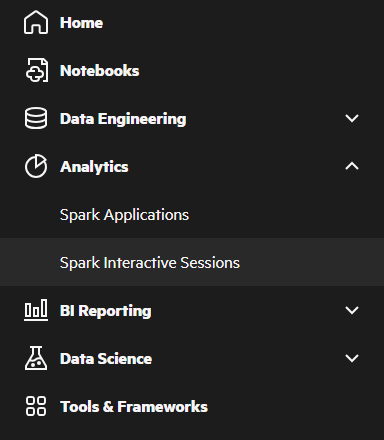 Home
Notebooks
Data Engineering
Analytics
Spark Applications
Spark Interactive Sessions
BI Reporting
Data Science
Tools & Frameworks